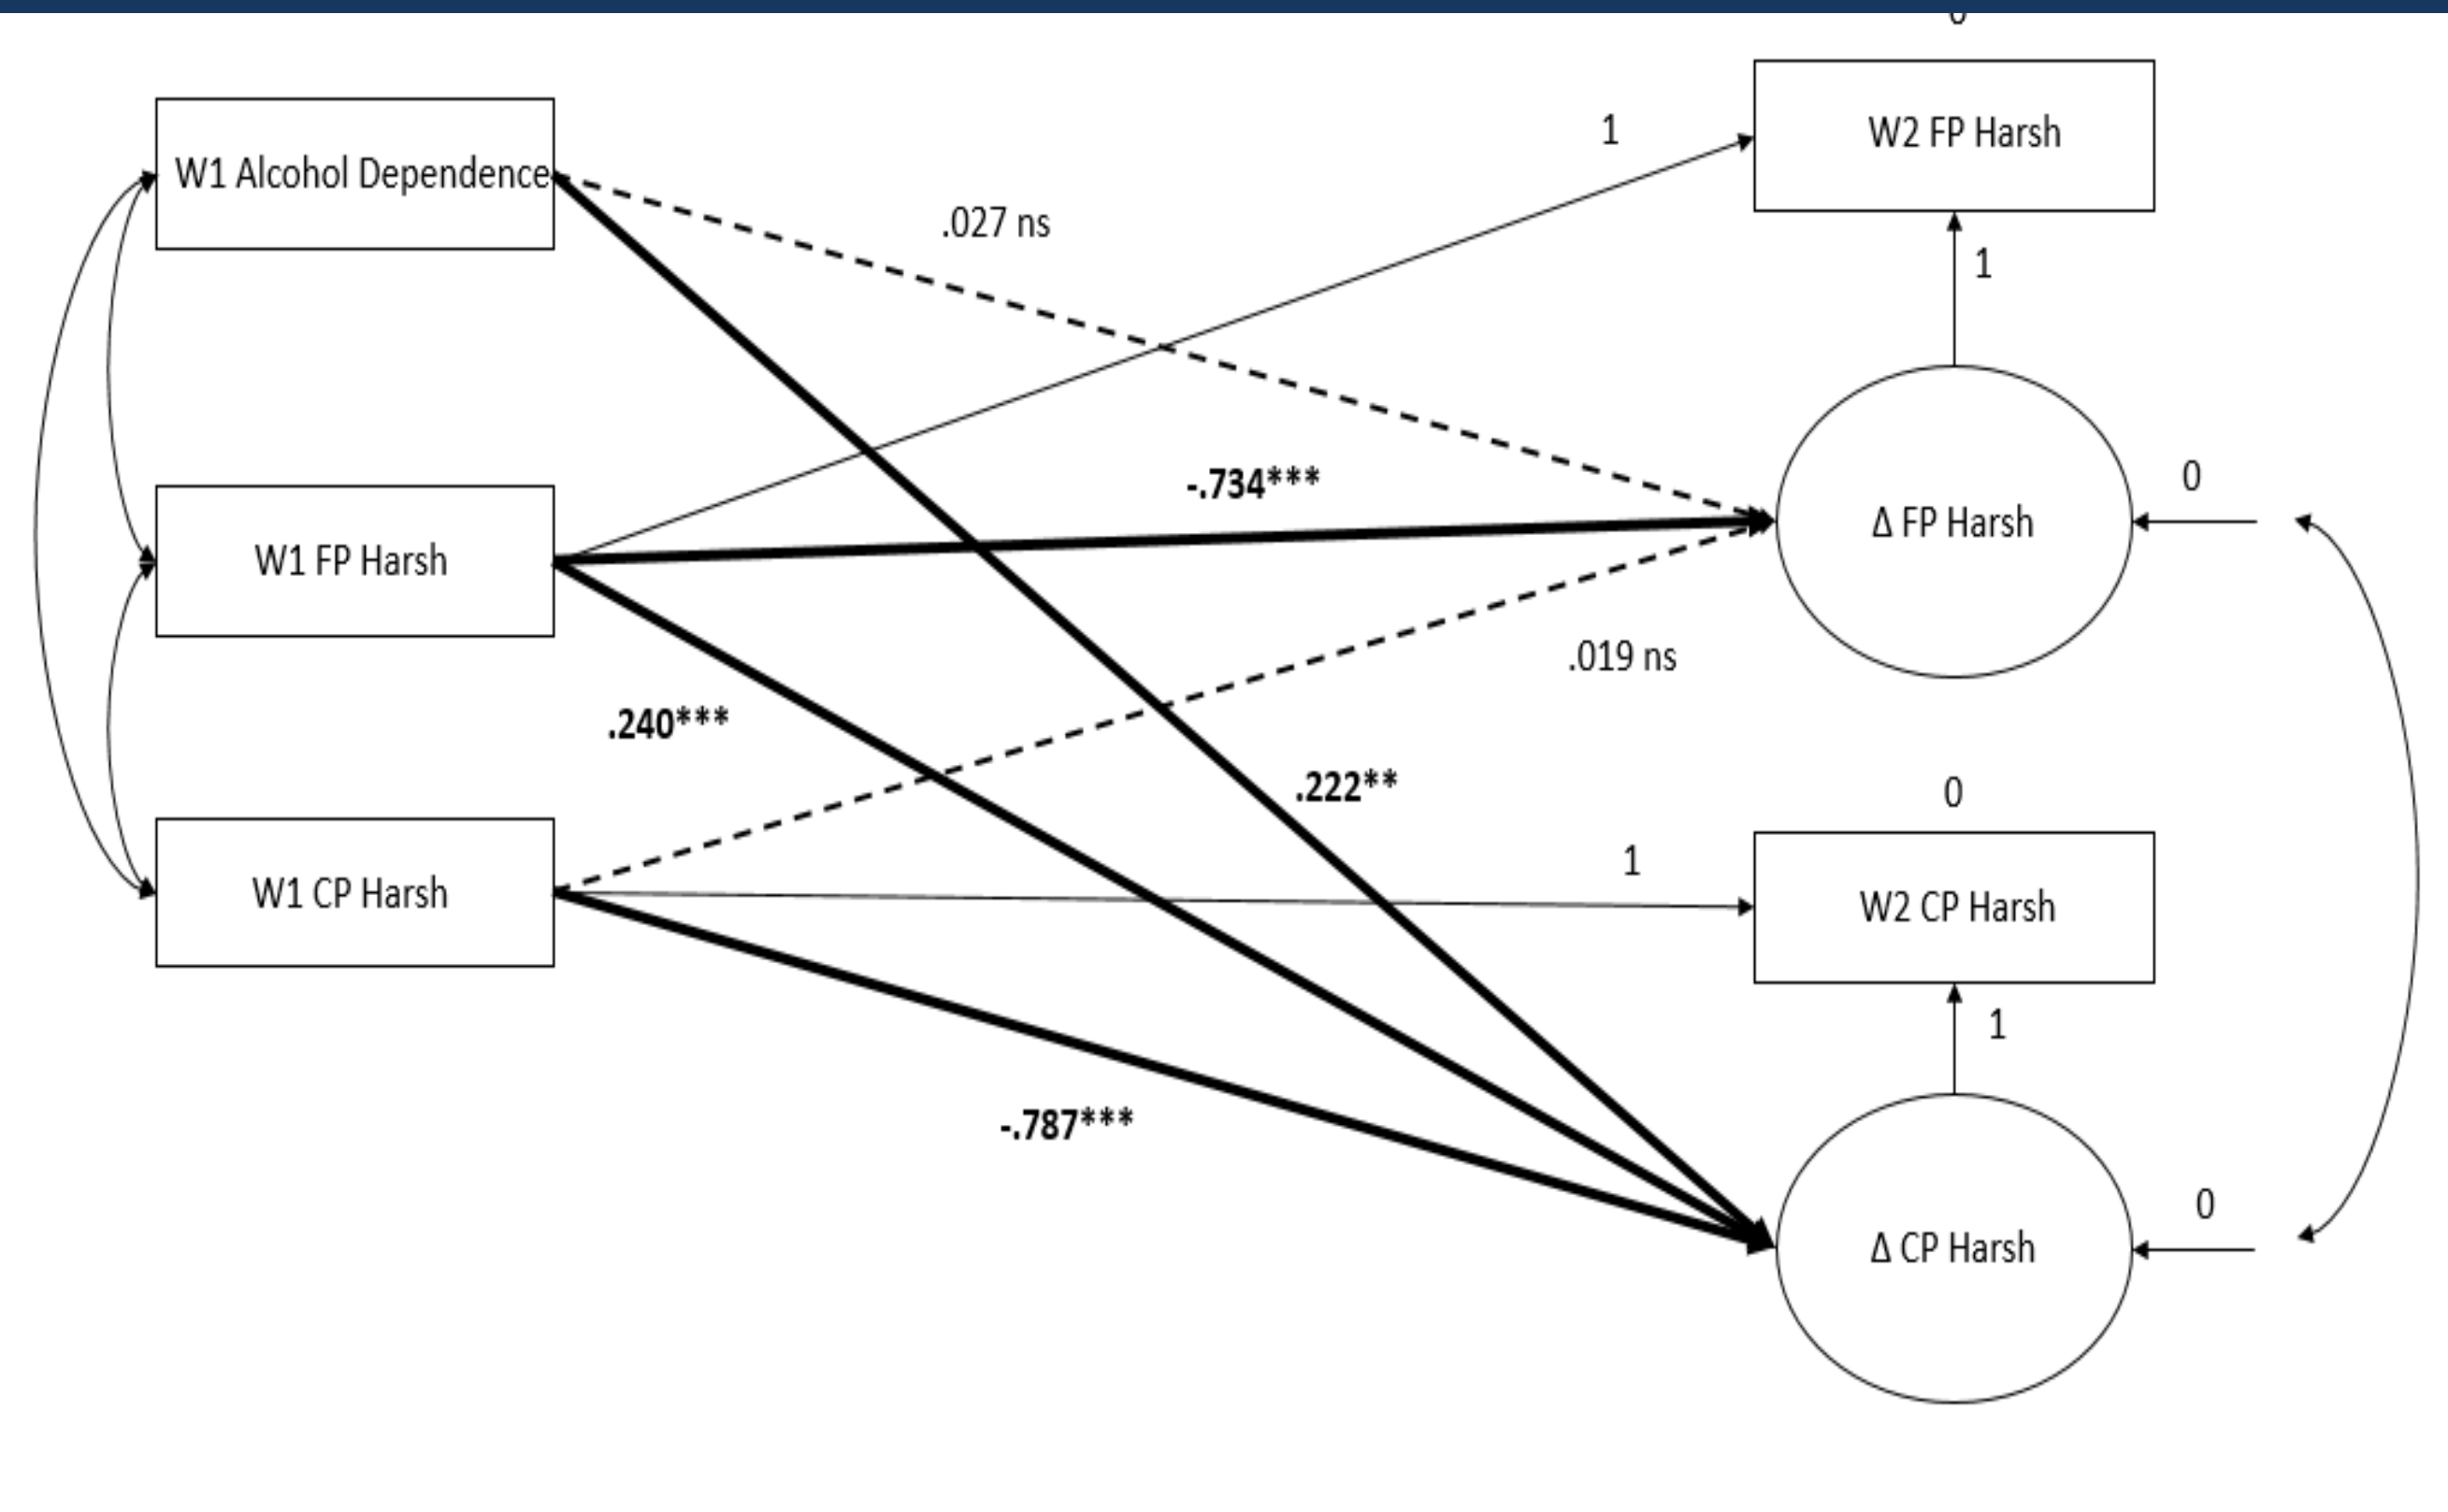 0
W2 FP Harsh
1
W1 Alcohol Dependence
.027 ns
1
-.734***
0
Δ FP Harsh
W1 FP Harsh
.019 ns
.240***
.222**
0
1
W1 CP Harsh
W2 CP Harsh
1
-.787***
0
Δ CP Harsh